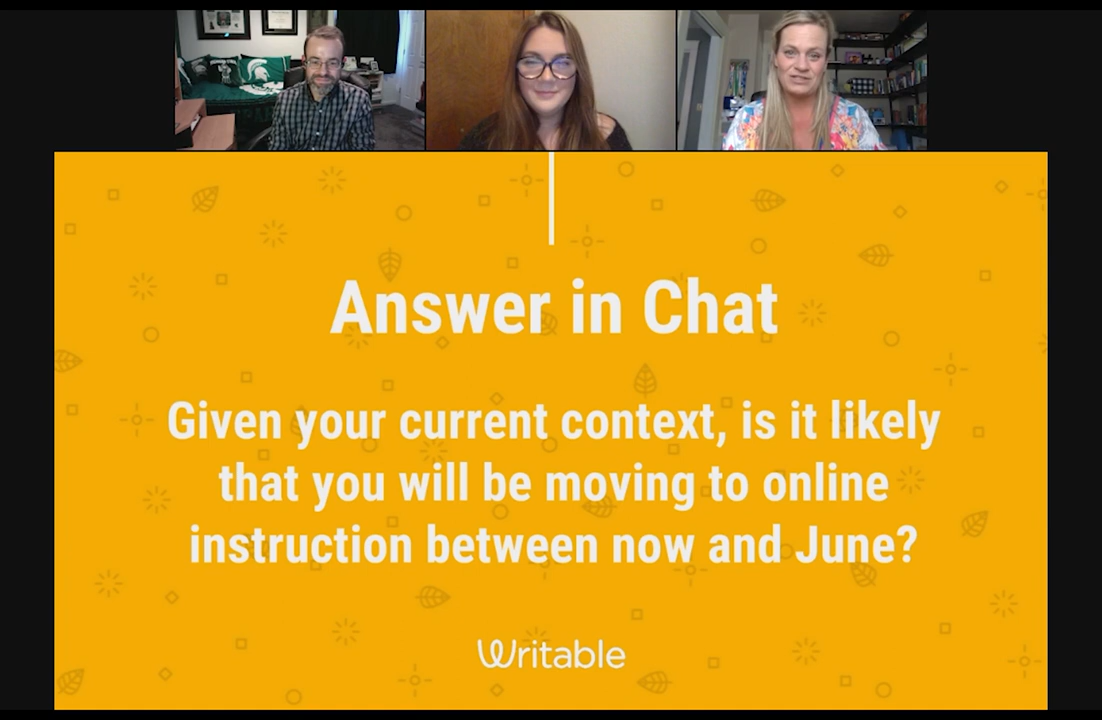 Answer in Chat
Given your current context, is it likely
that you will be moving to online
instruction between now and June?
Writable